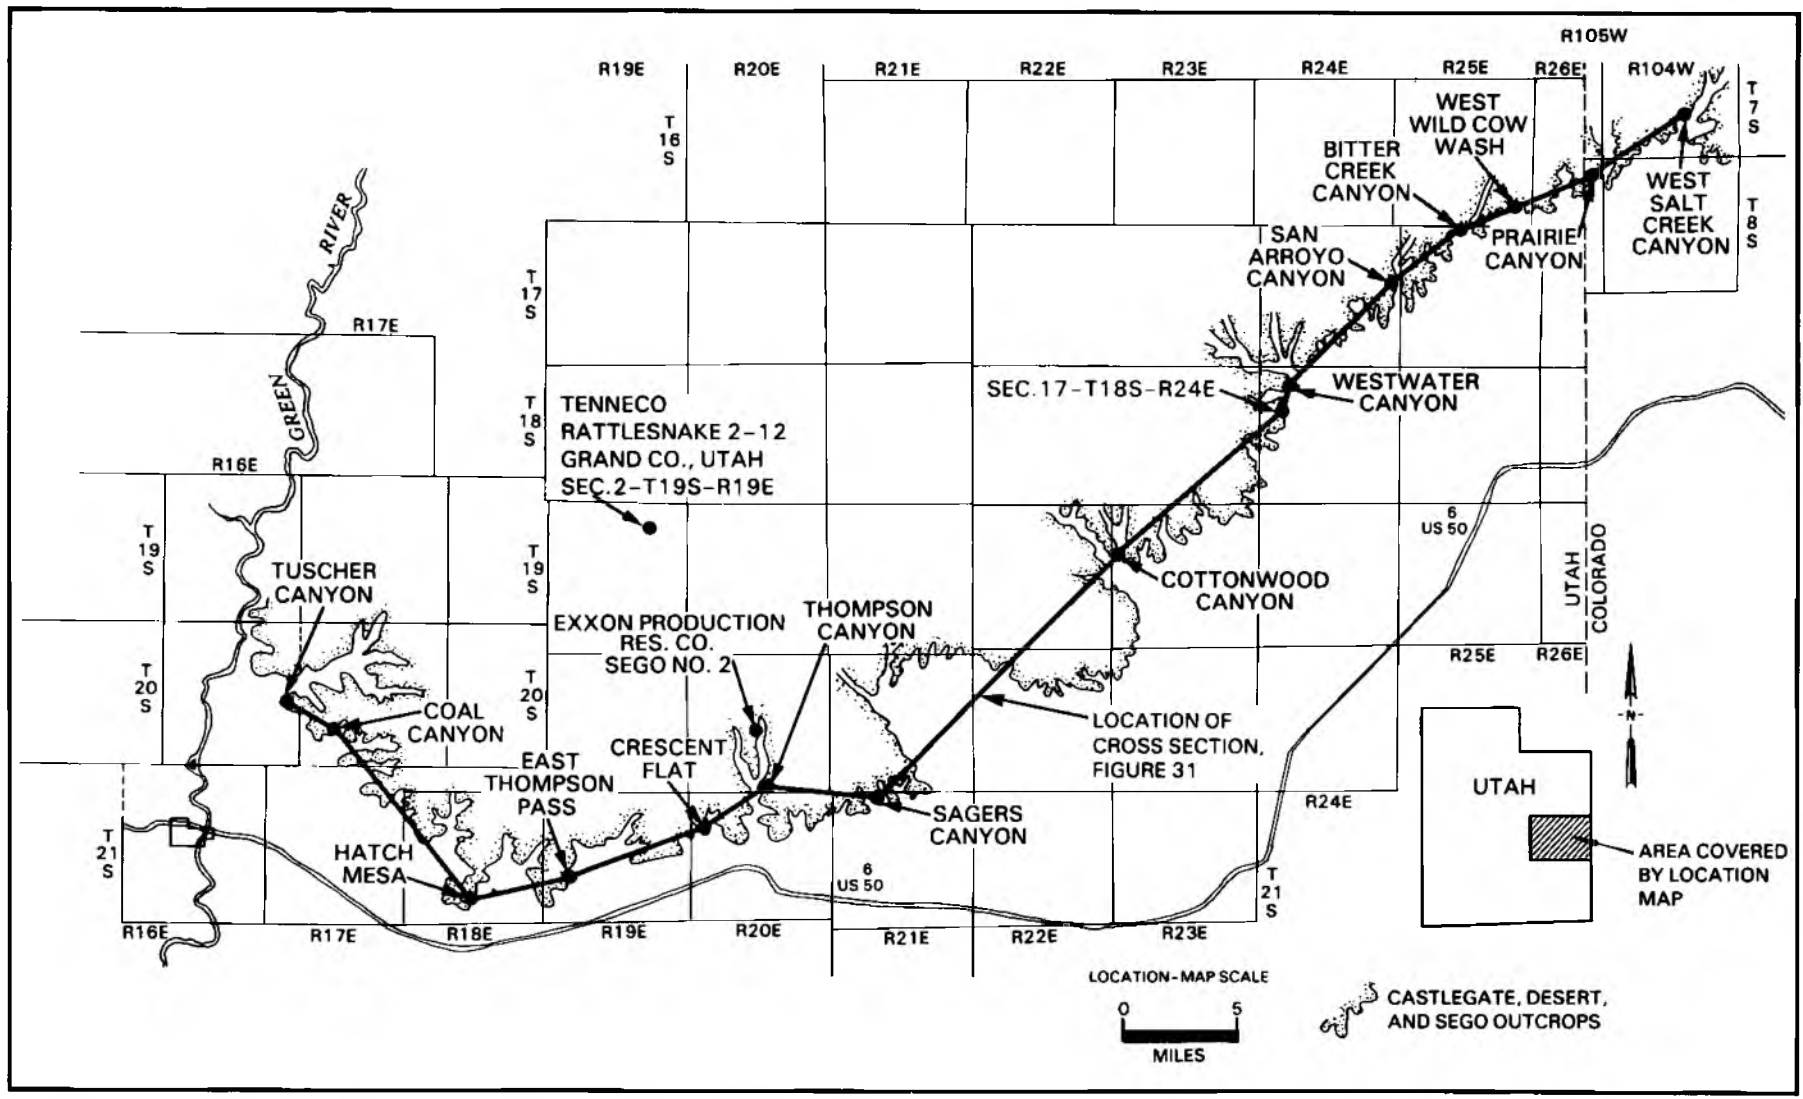 R105W
R19E
R20E
R21E
R22E
R23E
R24E
R25E
R26E
R104W
T
7
S
T
16
S
WEST
WILD COW
WASH
BITTER
CREEK
CANYON
WEST
SALT
CREEK
CANYON
T
8
S
PRAIRIE
CANYON
SAN
ARROYO
CANYON
GREEN RIVER
T
17
S
R17E
SEC.17-T18S-R24E
WESTWATER
CANYON
T
18
S
TENNECO
RATTLESNAKE 2-12
GRAND CO., UTAH
SEC.2-T19S-R19E
R16E
6
US 50
UTAH
COLORADO
T
19
S
T
19
S
TUSCHER
CANYON
COTTONWOOD
CANYON
EXXON PRODUCTION
RES. CO.
SEGO NO. 2
THOMPSON
CANYON
R25E
R26E
T
20
S
T
20
S
COAL
CANYON
LOCATION OF
CROSS SECTION,
FIGURE 31
N
CRESCENT
FLAT
EAST
THOMPSON
PASS
UTAH
R24E
SAGERS
CANYON
T
21
S
HATCH
MESA
6
US 50
T
21
S
AREA COVERED
BY LOCATION
MAP
R16E
R17E
R18E
R19E
R20E
R21E
R22E
R23E
LOCATION-MAP SCALE
0 5
MILES
CASTLEGATE, DESERT,
AND SEGO OUTCROPS